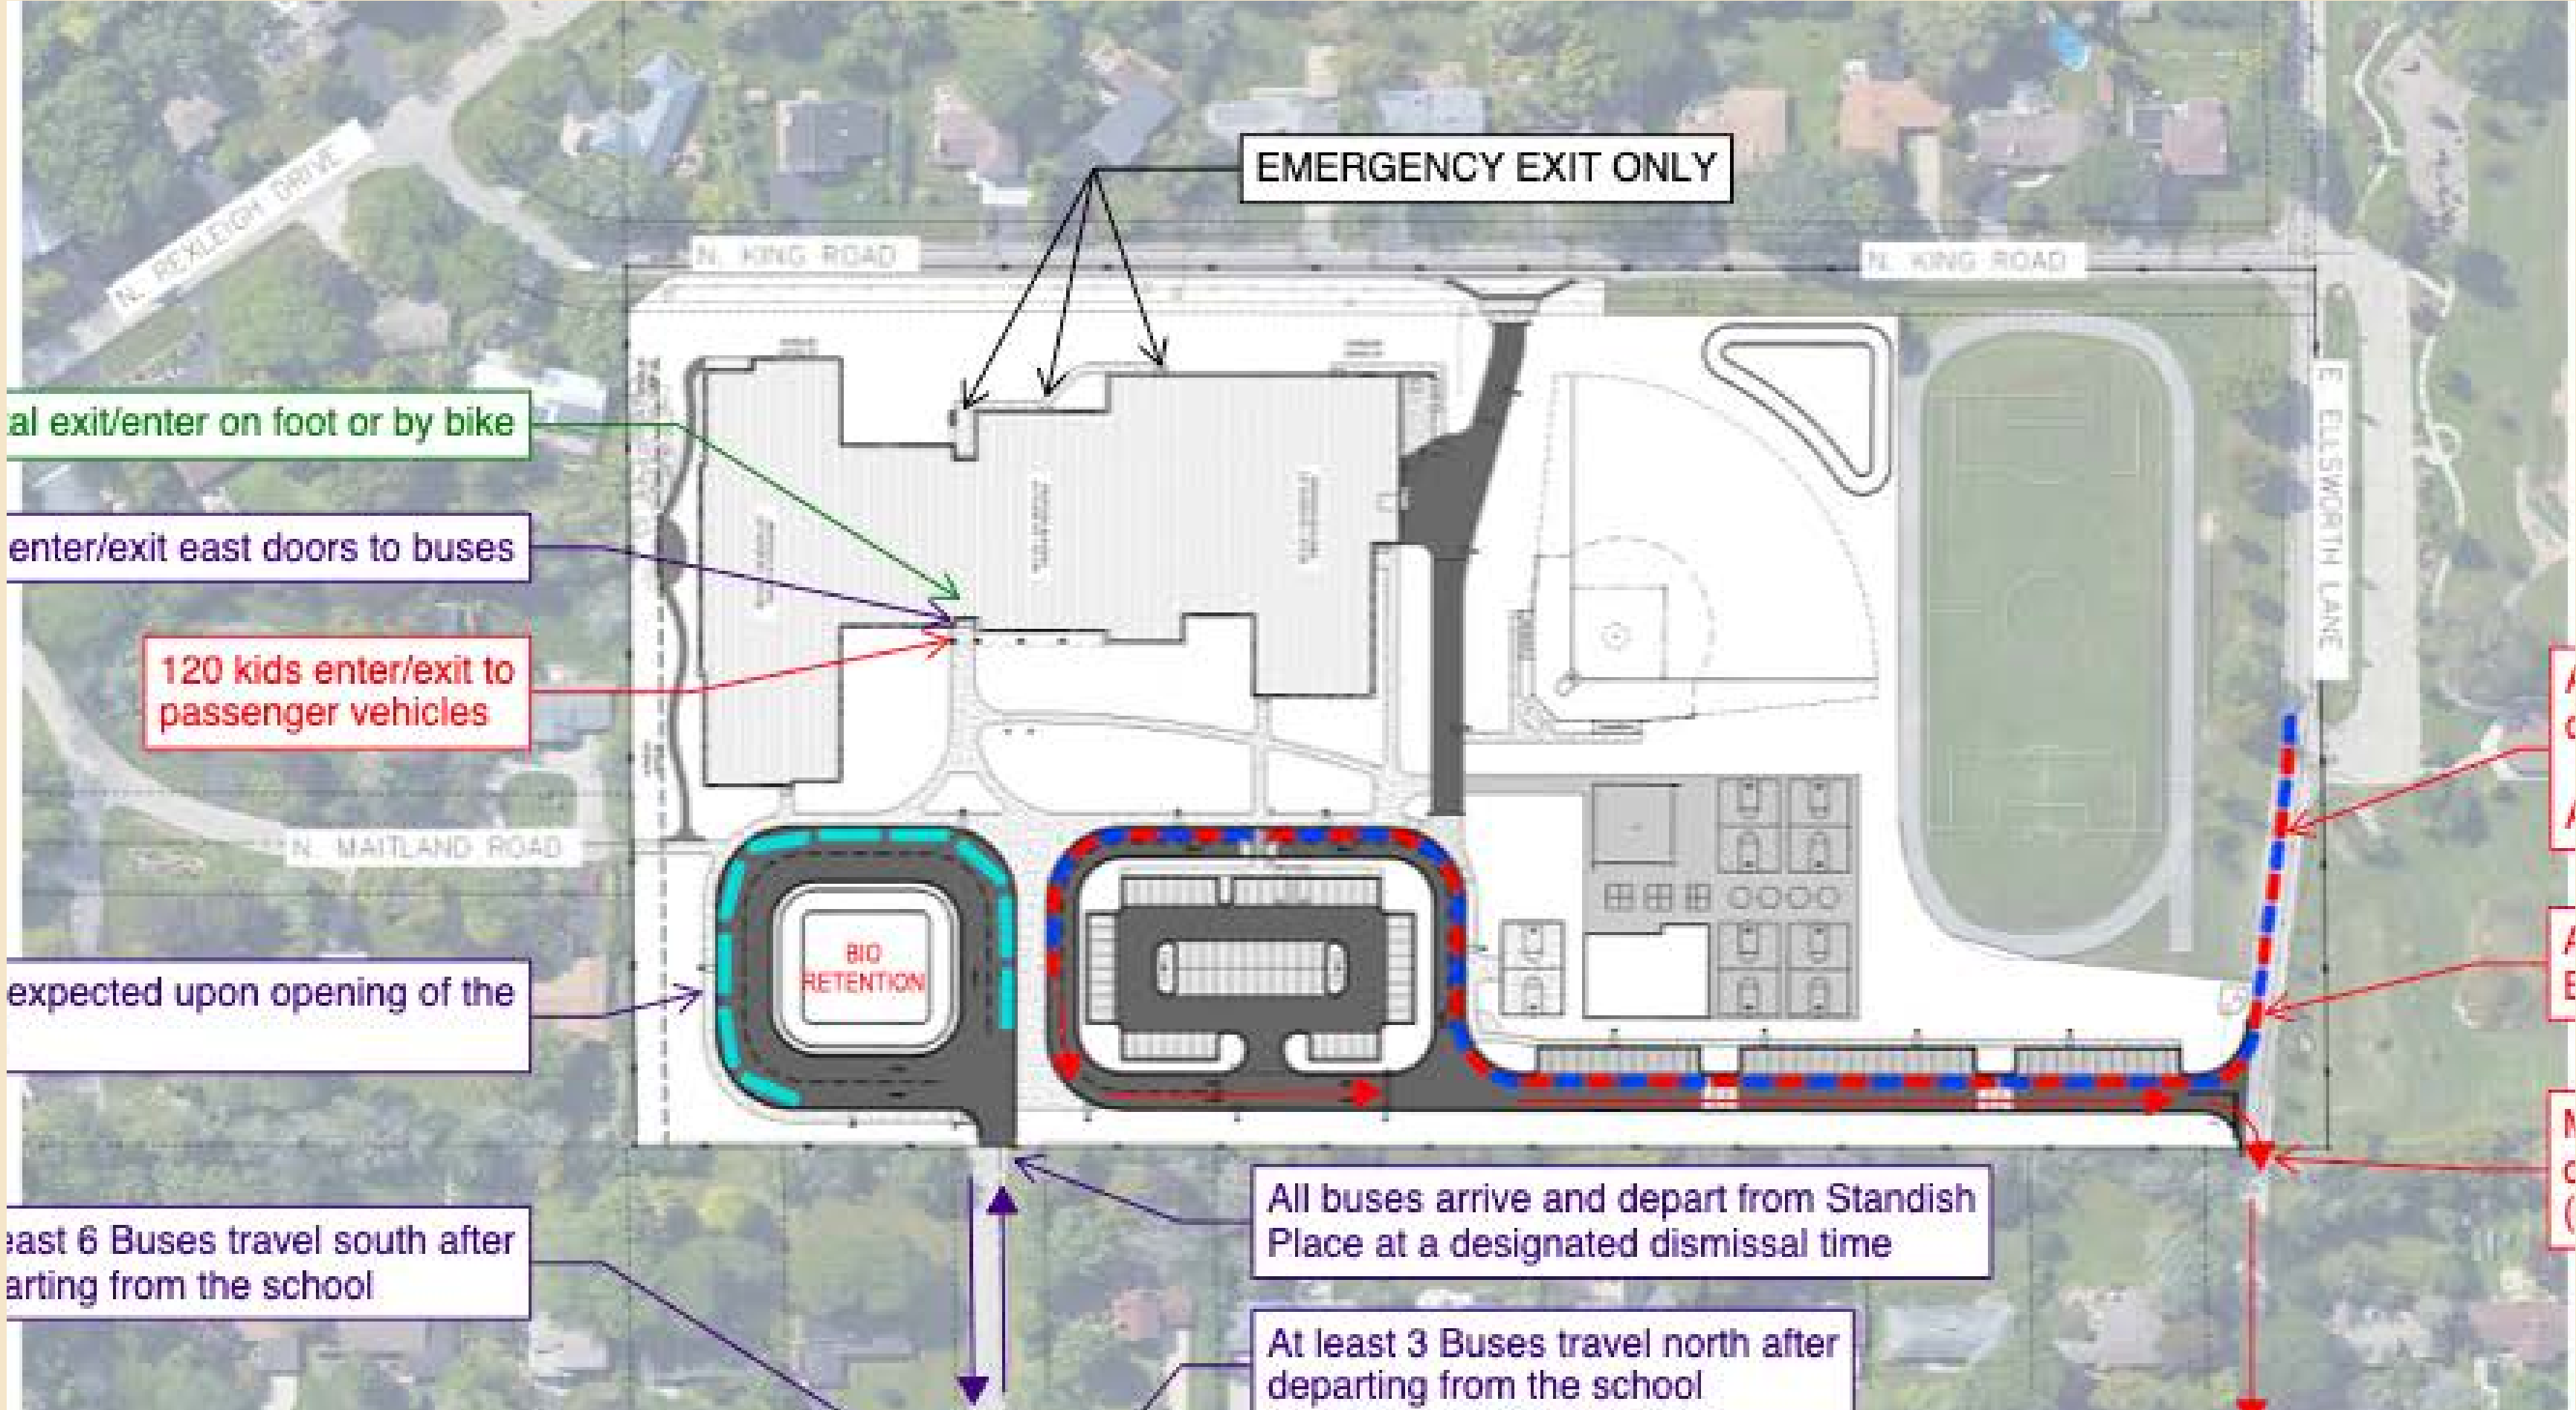 EMERGENCY EXIT ONLY
N. REXLEIGH DRIVE
N. KING ROAD
N. KING ROAD
E. ELLSWORTH LANE
al exit/enter on foot or by bike
enter/exit east doors to buses
120 kids enter/exit to
passenger vehicles
N. MAITLAND ROAD
BIO
RETENTION
expected upon opening of the
All buses arrive and depart from Standish
Place at a designated dismissal time
east 6 Buses travel south after
arting from the school
At least 3 Buses travel north after
departing from the school